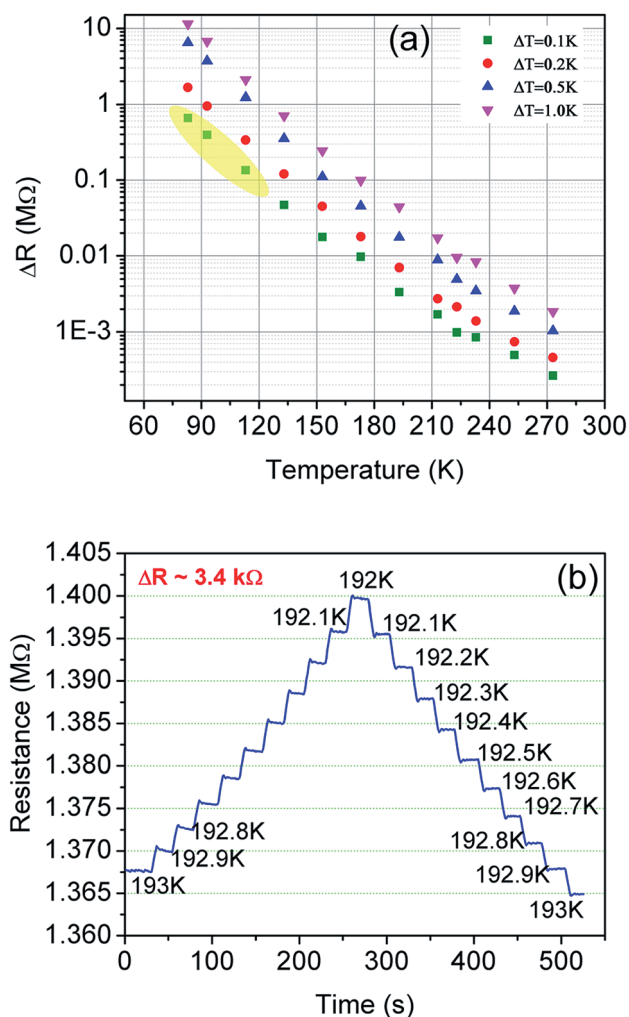 (a)
ΔT=0.1K
ΔT=0.2K
ΔT=0.5K
ΔT=1.0K
10
1
0.1
0.01
1E-3
ΔR (MΩ)
60 90 120 150 180 210 240 270 300
Temperature (K)
(b)
ΔR ~ 3.4 kΩ
1.405
1.400
1.395
1.390
1.385
1.380
1.375
1.370
1.365
1.360
Resistance (MΩ)
193K
192.9K
192.8K
192.1K
192K
192.1K
192.2K
192.3K
192.4K
192.5K
192.6K
192.7K
192.8K
192.9K
193K
0 100 200 300 400 500
Time (s)